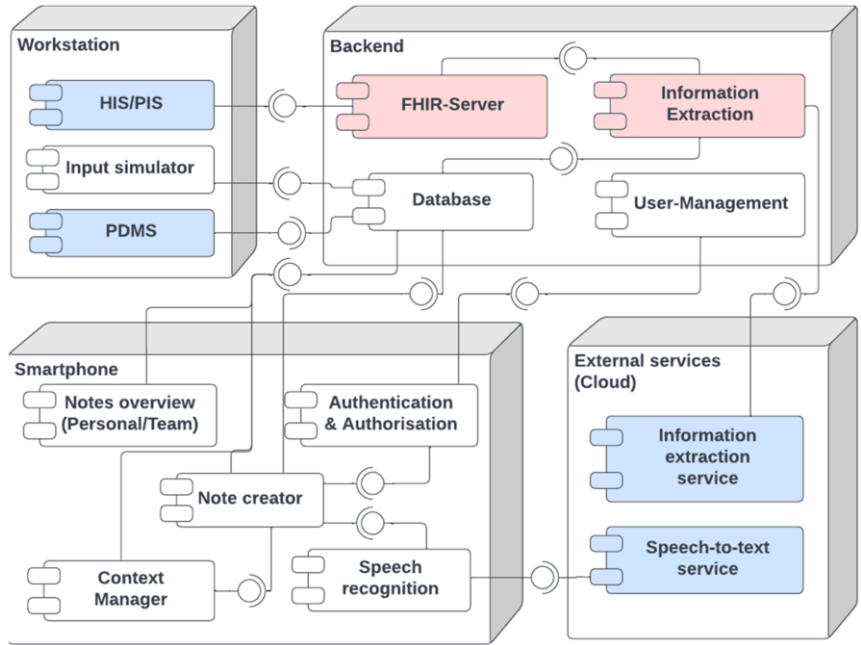 Workstation
HIS/PIS
Input simulator
PDMS
Backend
FHIR-Server
Information
Extraction
Database
User-Management
Smartphone
Notes overview
(Personal/Team)
Authentication
& Authorisation
Note creator
Context
Manager
Speech
recognition
External services
(Cloud)
Information
extraction
service
Speech-to-text
service